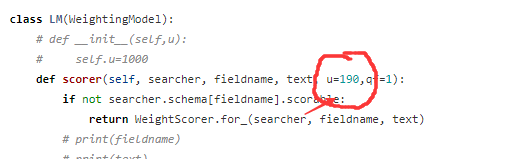 class LM(WeightingModel):
# def __init__(self,u):
#     self.u=1000
def scorer(self, searcher, fieldname, text, u=190,qf=1):
if not searcher.schema[fieldname].scorable:
return WeightScorer.for_(searcher, fieldname, text)
# print(fieldname)
# print(text)